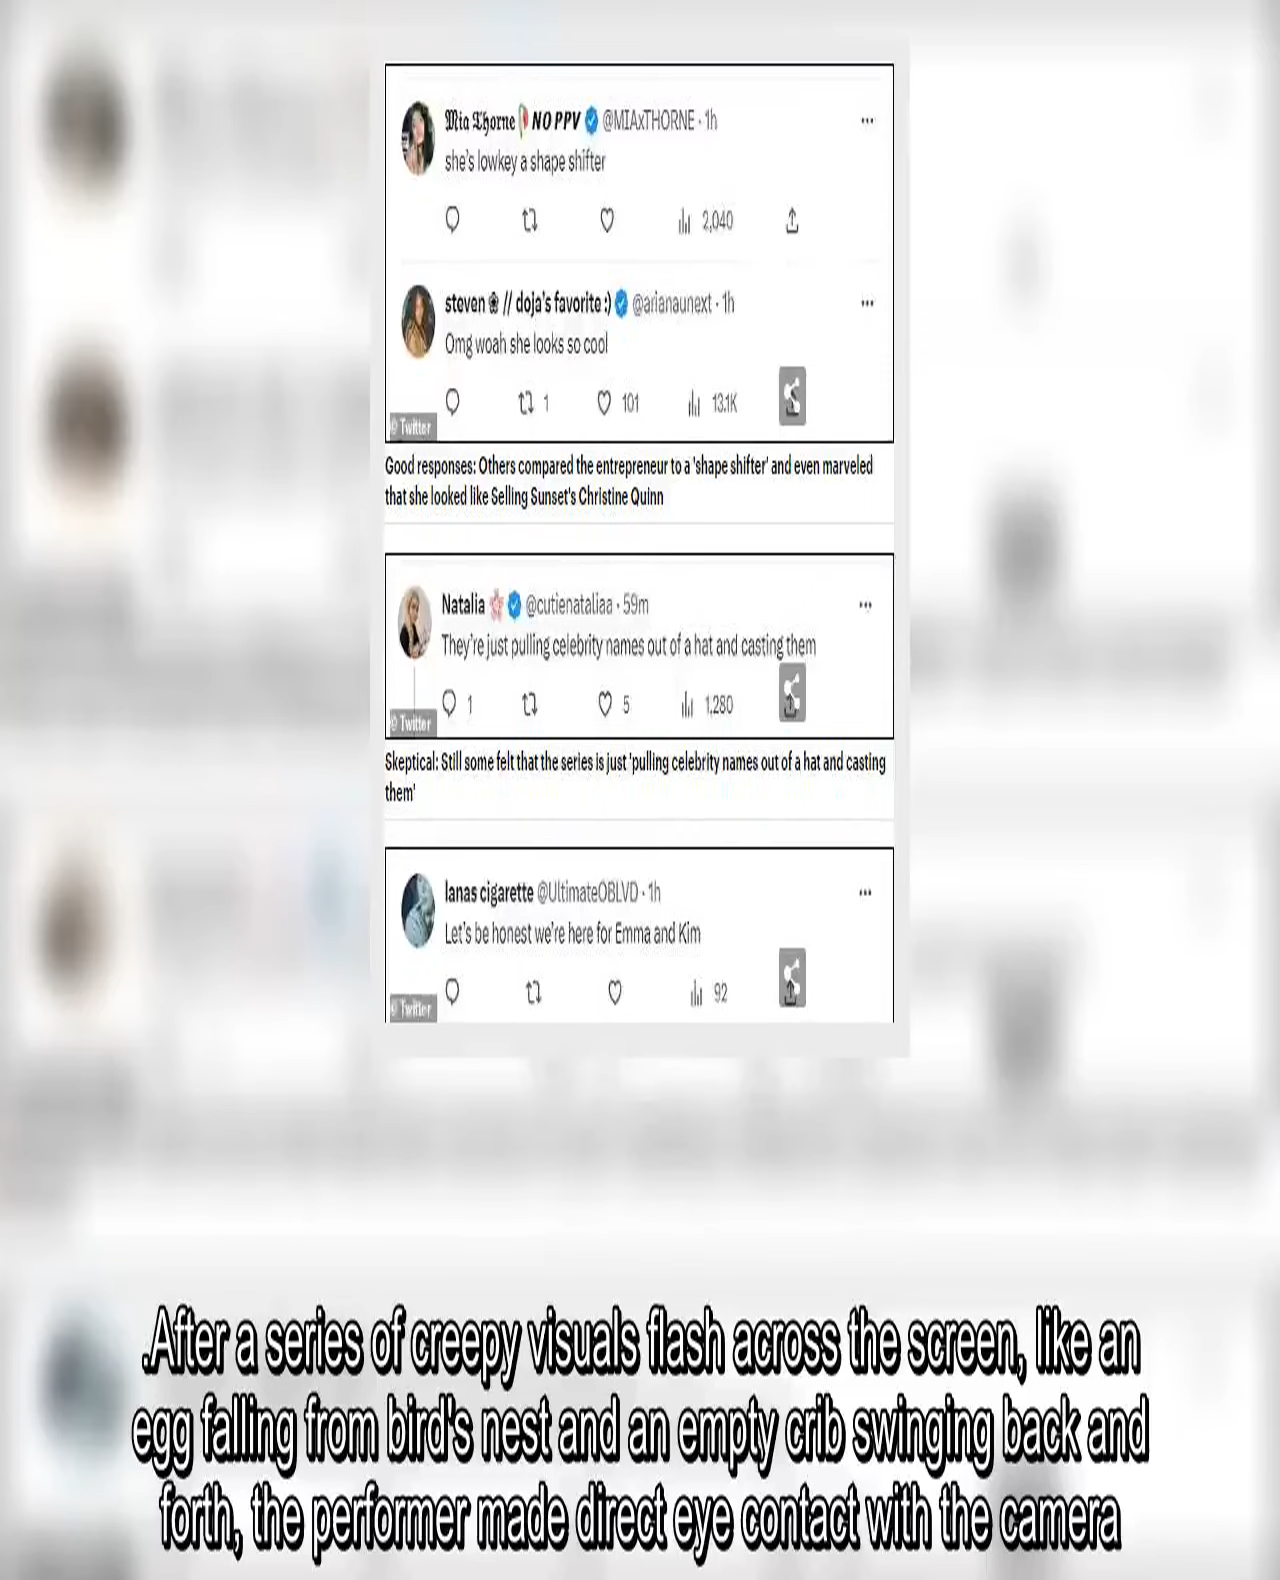 Mia Thorne NO PPV @MIAxTHORNE · 1h
she's lowkey a shape shifter
2,040
steven // doja's favorite :) @arianaunext · 1h
Omg woah she looks so cool
1 101 13.1K
© Twitter
Good responses: Others compared the entrepreneur to a 'shape shifter' and even marveled
that she looked like Selling Sunset's Christine Quinn
Natalia @cutienataliaa · 59m
They're just pulling celebrity names out of a hat and casting them
1 5 1,280
© Twitter
Skeptical: Still some felt that the series is just 'pulling celebrity names out of a hat and casting
them'
lanas cigarette @UltimateOBLVD · 1h
Let's be honest we're here for Emma and Kim
92
© Twitter
.After a series of creepy visuals flash across the screen, like an
egg falling from bird's nest and an empty crib swinging back and
forth, the performer made direct eye contact with the camera